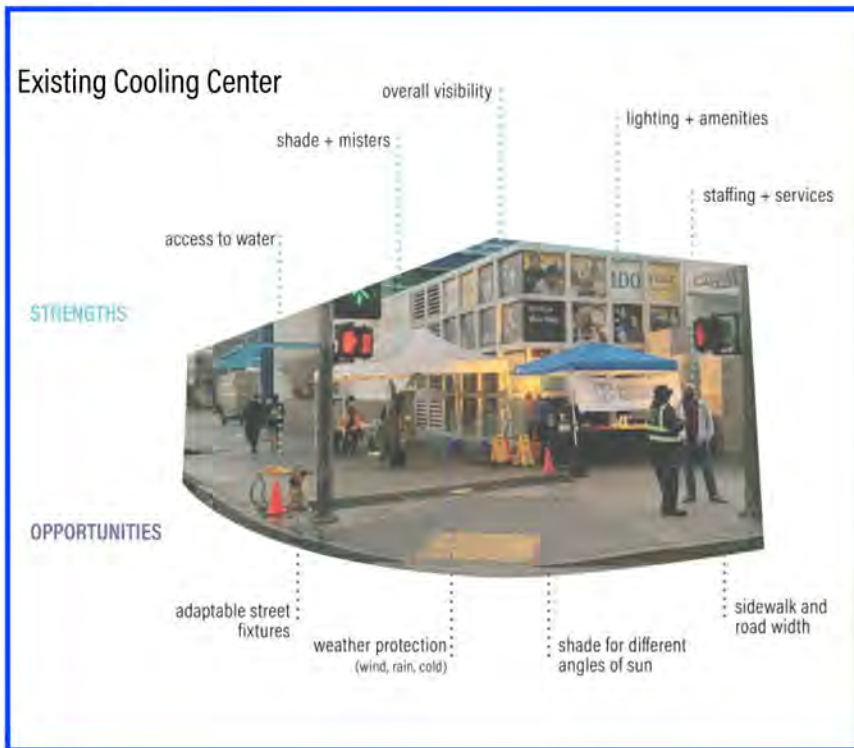 Existing Cooling Center
overall visibility
lighting + amenities
shade + misters
staffing + services
access to water
STRENGTHS
100
OPPORTUNITIES
adaptable street
fixtures
weather protection
(wind, rain, cold)
shade for different
angles of sun
sidewalk and
road width